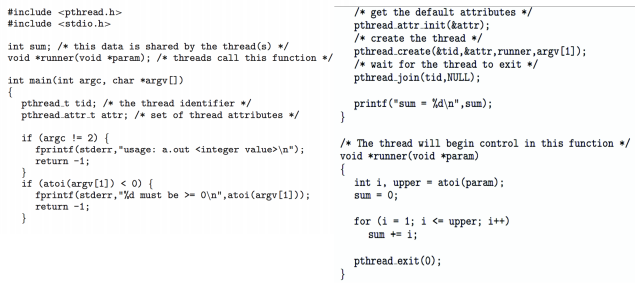 #include <pthread.h>
#include <stdio.h>
int sum; /* this data is shared by the thread(s) */
void *runner(void *param); /* threads call this function */
int main(int argc, char *argv[])
{
pthread_t tid; /* the thread identifier */
pthread_attr_t attr; /* set of thread attributes */
if (argc != 2) {
fprintf(stderr,"usage: a.out <integer value>\n");
return -1;
}
if (atoi(argv[1]) < 0) {
fprintf(stderr,"%d must be >= 0\n",atoi(argv[1]));
return -1;
}
/* get the default attributes */
pthread_attr_init(&attr);
/* create the thread */
pthread_create(&tid,&attr,runner,argv[1]);
/* wait for the thread to exit */
pthread_join(tid,NULL);
printf("sum = %d\n",sum);
}
/* The thread will begin control in this function */
void *runner(void *param)
{
int i, upper = atoi(param);
sum = 0;
for (i = 1; i <= upper; i++)
sum += i;
pthread_exit(0);
}